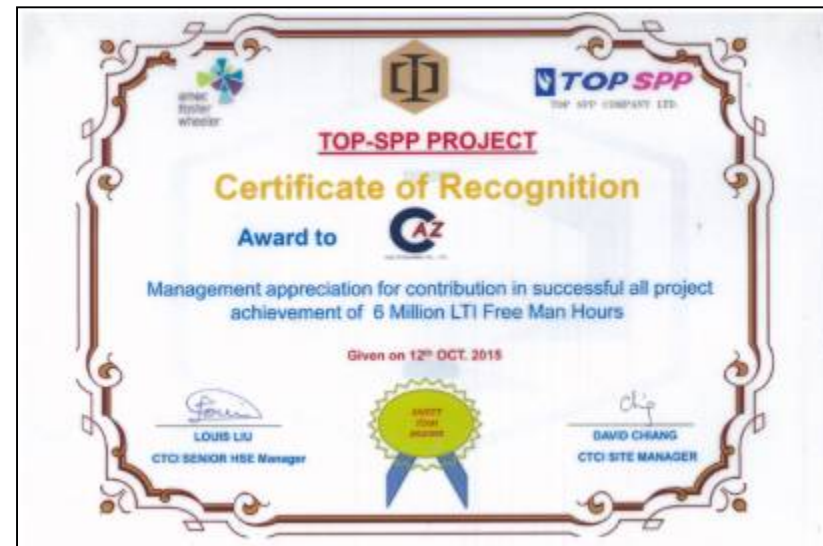 amec
foster
wheeler
TOP SPP
TOP SPP COMPANY LTD.
TOP-SPP PROJECT
Certificate of Recognition
Award to
CAZ
Management appreciation for contribution in successful all project
achievement of 6 Million LTI Free Man Hours
Given on 12th OCT. 2015
LOUIS LIU
CTCI SENIOR HSE Manager
SAFETY
DAVID CHIANG
CTCI SITE MANAGER